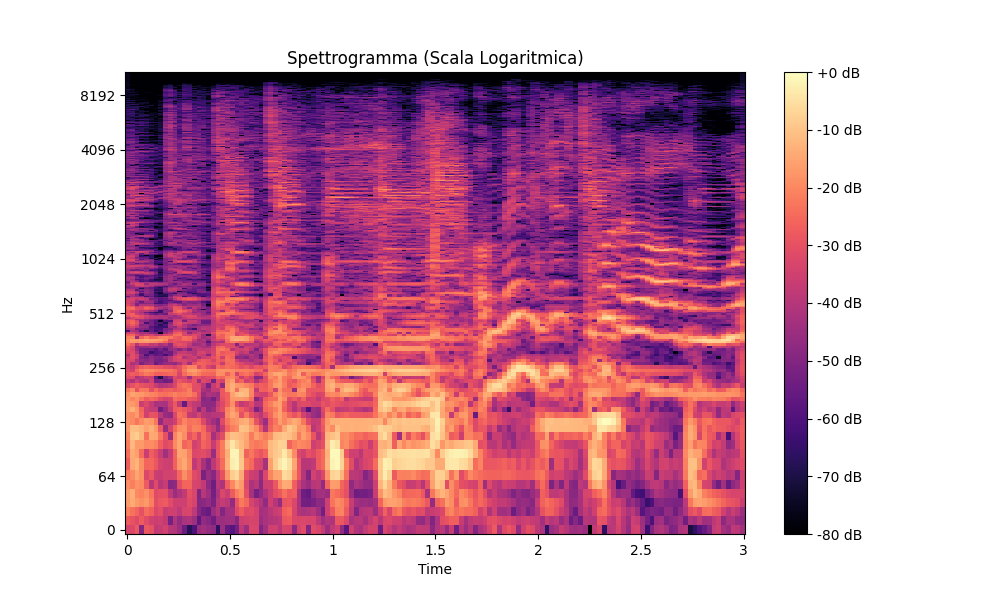 Spettrogramma (Scala Logaritmica)
Hz
8192
4096
2048
1024
512
256
128
64
0
0 0.5 1 1.5 2 2.5 3
Time
+0 dB
-10 dB
-20 dB
-30 dB
-40 dB
-50 dB
-60 dB
-70 dB
-80 dB